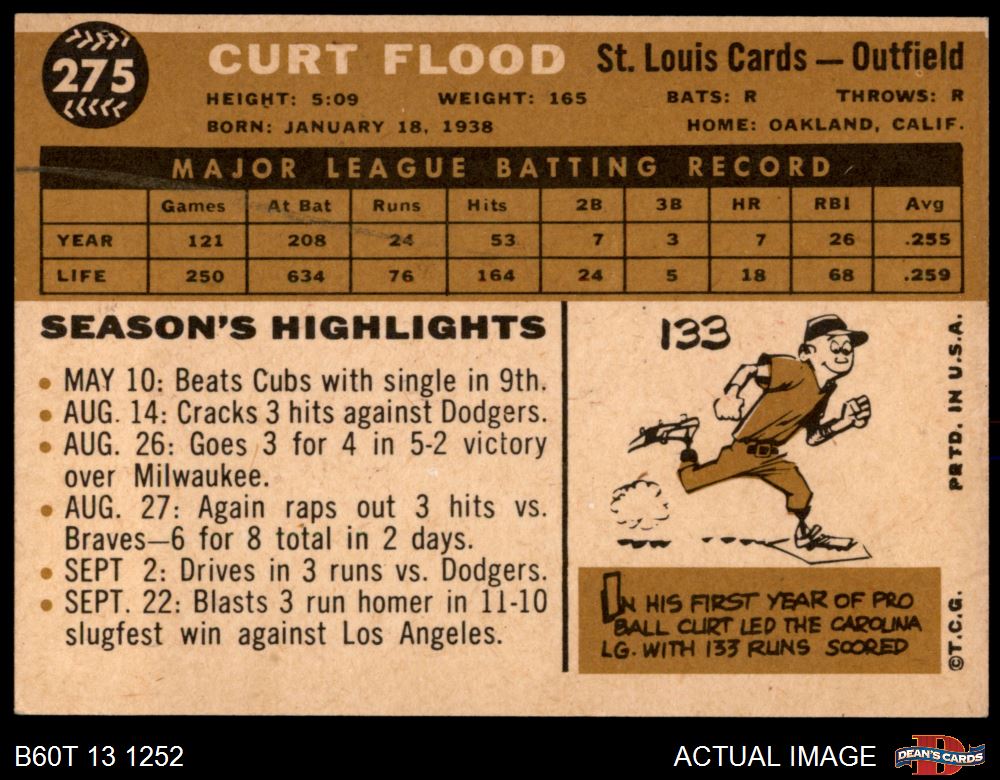 275
CURT FLOOD St. Louis Cards — Outfield
HEIGHT: 5:09 WEIGHT: 165 BATS: R THROWS: R
BORN: JANUARY 18, 1938 HOME: OAKLAND, CALIF.
MAJOR LEAGUE BATTING RECORD
Games At Bat Runs Hits 2B 3B HR RBI Avg
YEAR 121 208 24 53 7 3 7 26 .255
LIFE 250 634 76 164 24 5 18 68 .259
SEASON'S HIGHLIGHTS
• MAY 10: Beats Cubs with single in 9th.
• AUG. 14: Cracks 3 hits against Dodgers.
• AUG. 26: Goes 3 for 4 in 5-2 victory
over Milwaukee.
• AUG. 27: Again raps out 3 hits vs.
Braves—6 for 8 total in 2 days.
• SEPT 2: Drives in 3 runs vs. Dodgers.
• SEPT. 22: Blasts 3 run homer in 11-10
slugfest win against Los Angeles.
133
IN HIS FIRST YEAR OF PRO
BALL CURT LED THE CAROLINA
LG. WITH 133 RUNS SCORED
©T.C.G. PRTD. IN U.S.A.
B60T 13 1252 ACTUAL IMAGE DEAN'S CARDS